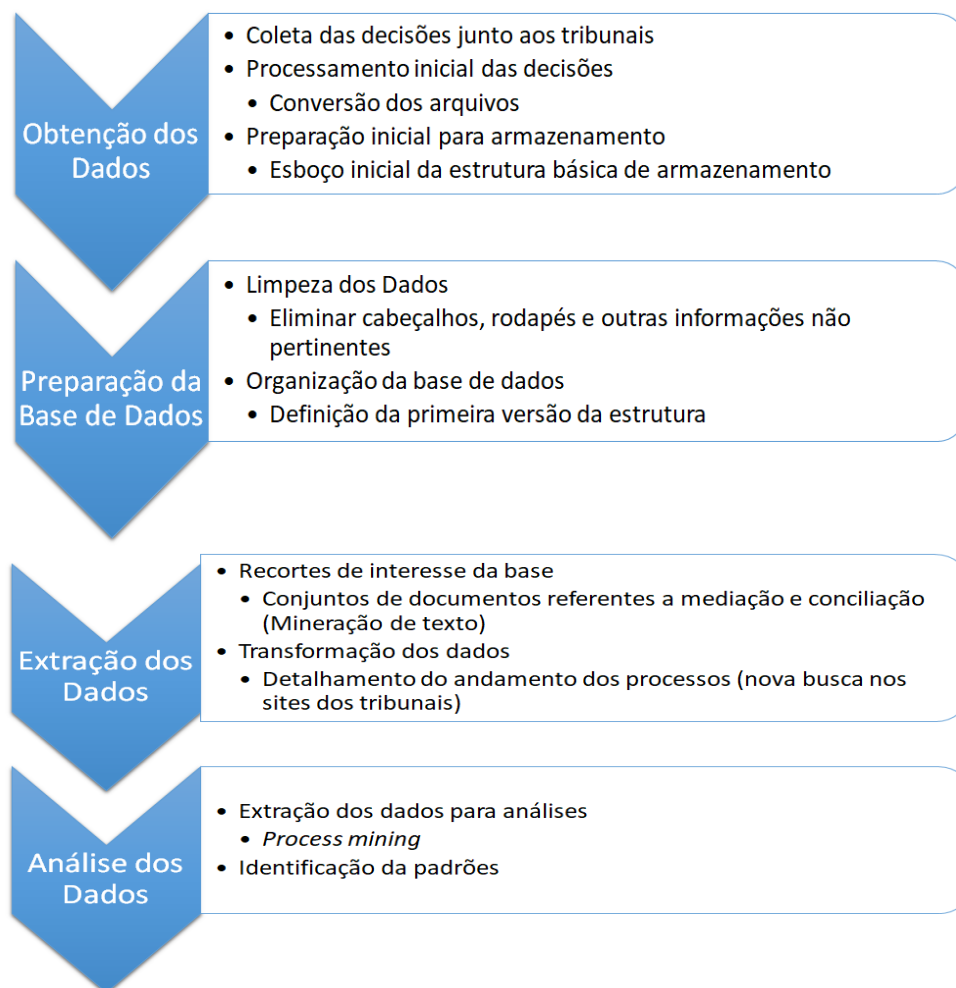 Obtenção dos
Dados
• Coleta das decisões junto aos tribunais
• Processamento inicial das decisões
• Conversão dos arquivos
• Preparação inicial para armazenamento
• Esboço inicial da estrutura básica de armazenamento
Preparação da
Base de Dados
• Limpeza dos Dados
• Eliminar cabeçalhos, rodapés e outras informações não
pertinentes
• Organização da base de dados
• Definição da primeira versão da estrutura
Extração dos
Dados
• Recortes de interesse da base
• Conjuntos de documentos referentes a mediação e conciliação
(Mineração de texto)
• Transformação dos dados
• Detalhamento do andamento dos processos (nova busca nos
sites dos tribunais)
Análise dos
Dados
• Extração dos dados para análises
• Process mining
• Identificação da padrões